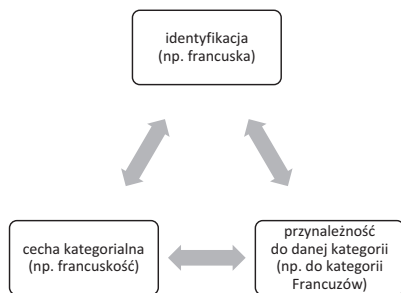 identyfikacja
(np. francuska)
cecha kategorialna
(np. francuskość)
przynależność
do danej kategorii
(np. do kategorii
Francuzów)